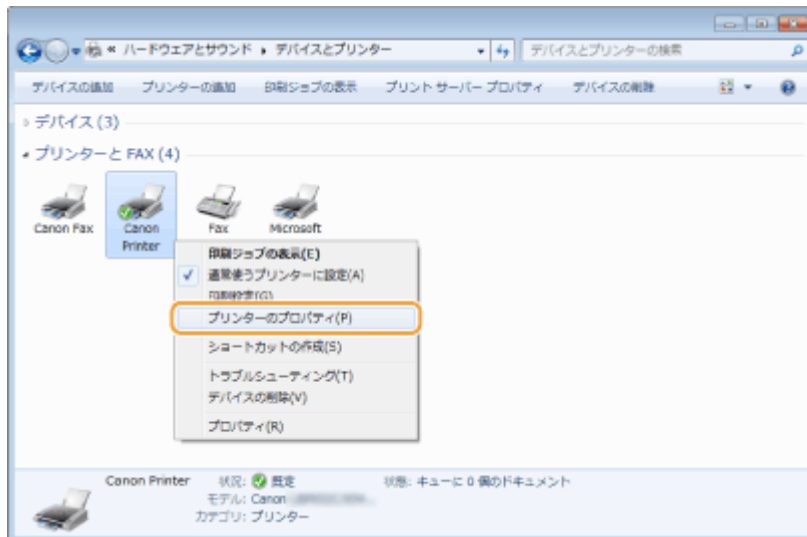 « ハードウェアとサウンド ▸ デバイスとプリンター
デバイスとプリンターの検索
デバイスの追加 プリンターの追加 印刷ジョブの表示 プリント サーバー プロパティ デバイスの削除
デバイス (3)
プリンターと FAX (4)
Canon Fax
Canon Printer
Fax
Microsoft
印刷ジョブの表示(E)
通常使うプリンターに設定(A)
印刷設定(G)
プリンターのプロパティ(P)
ショートカットの作成(S)
トラブルシューティング(T)
デバイスの削除(V)
プロパティ(R)
Canon Printer 状況: 既定 状態: キューに 0 個のドキュメント
モデル: Canon
カテゴリ: プリンター